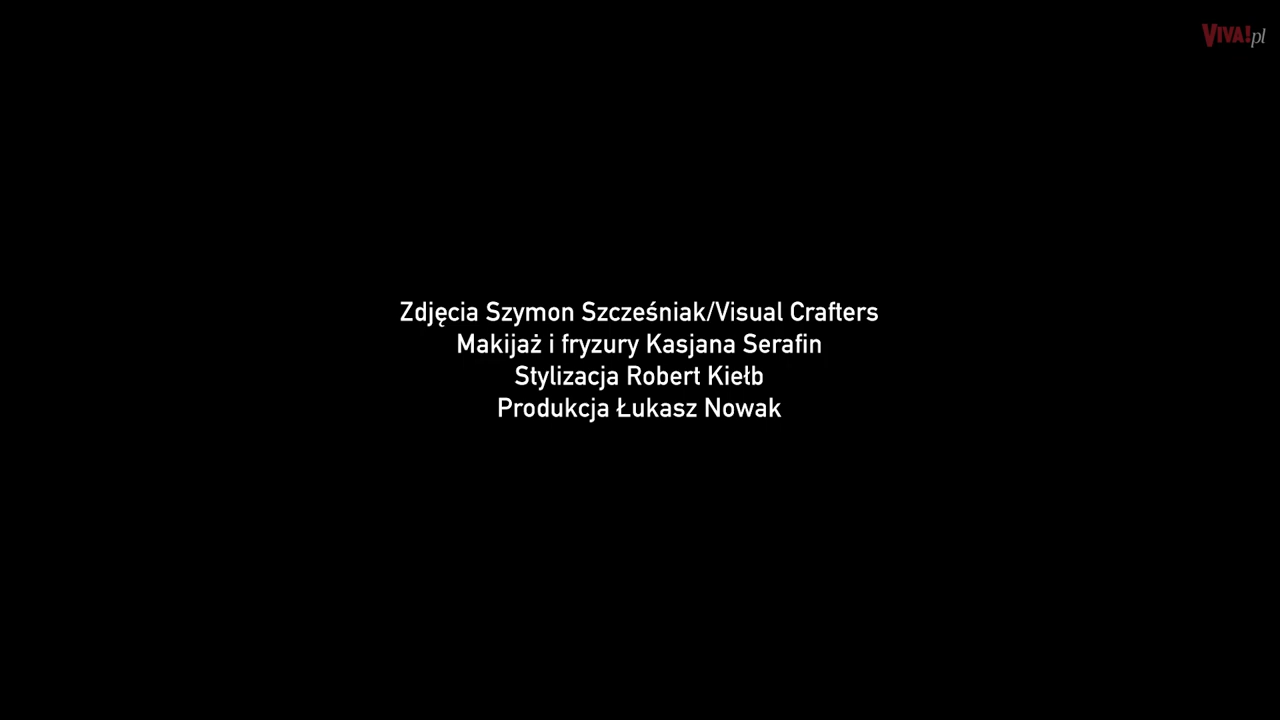 VIVA!pl
Zdjęcia Szymon Szcześniak/Visual Crafters
Makijaż i fryzury Kasjana Serafin
Stylizacja Robert Kiełb
Produkcja Łukasz Nowak